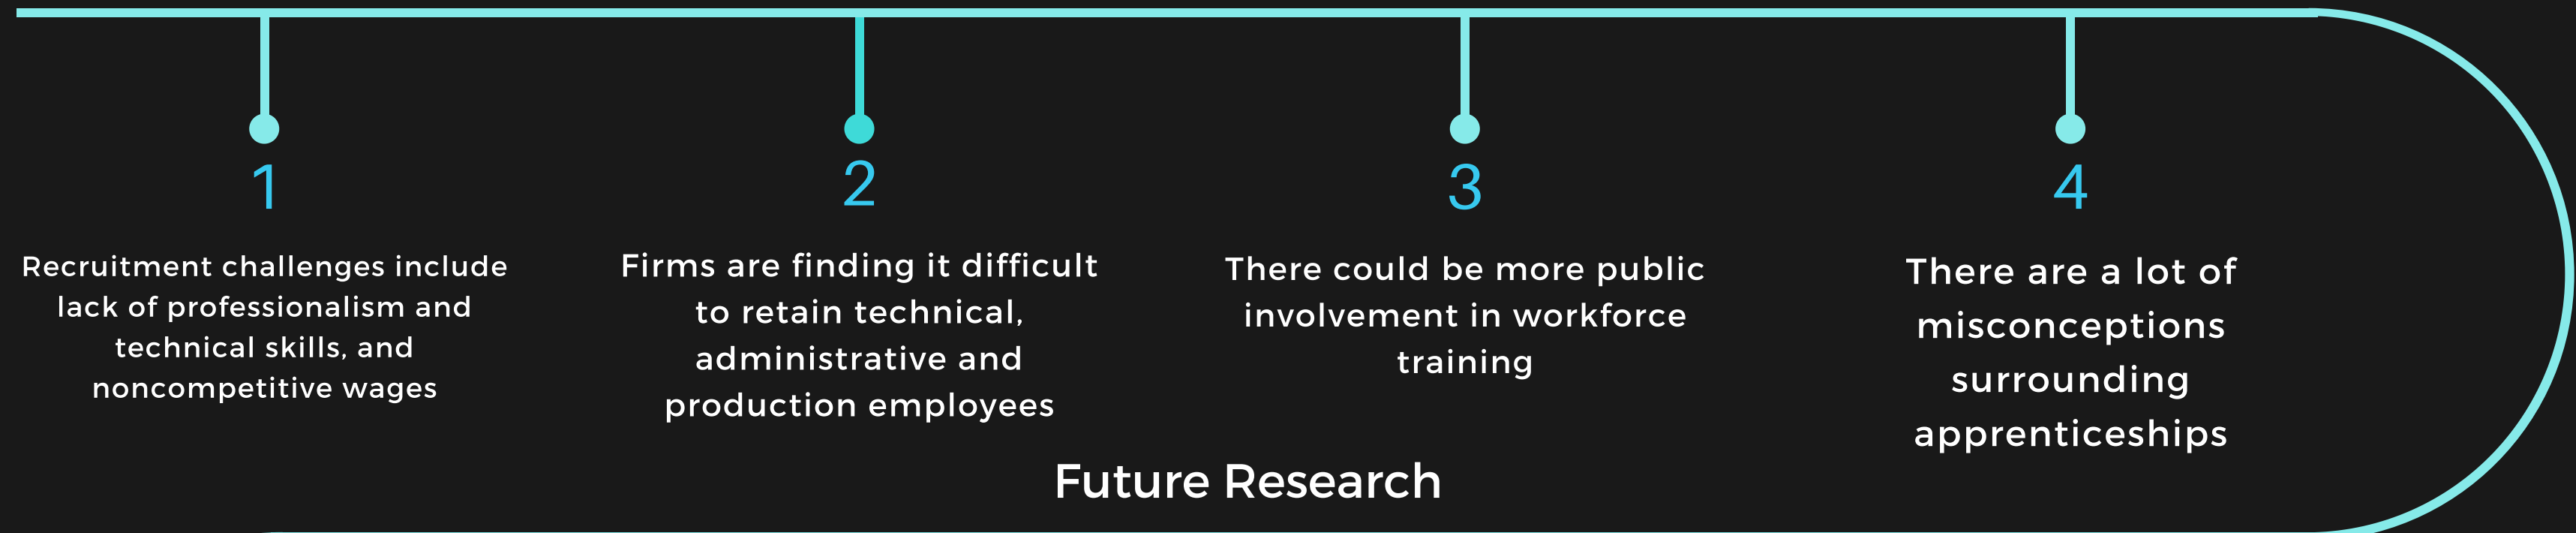 1
Recruitment challenges include
lack of professionalism and
technical skills, and
noncompetitive wages
2
Firms are finding it difficult
to retain technical,
administrative and
production employees
3
There could be more public
involvement in workforce
training
4
There are a lot of
misconceptions
surrounding
apprenticeships
Future Research